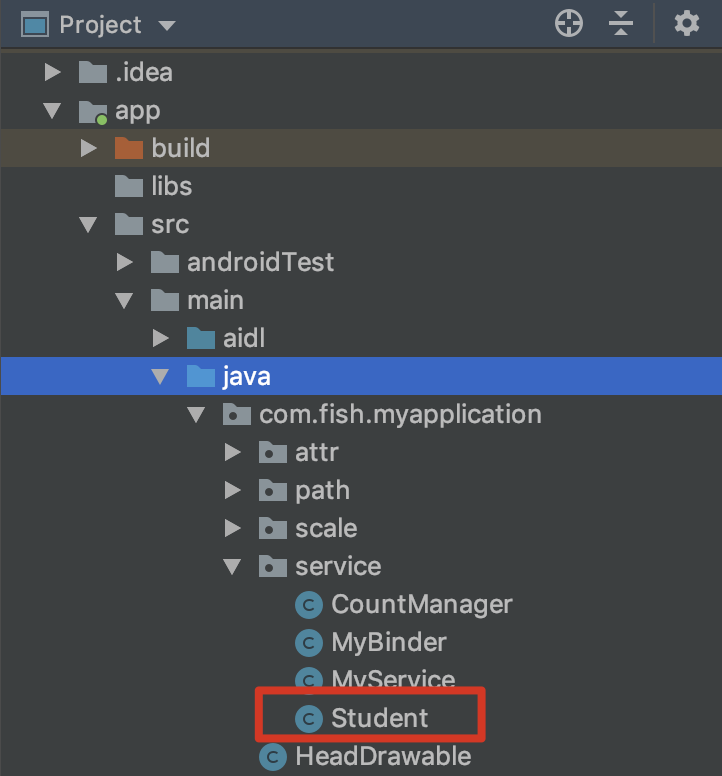 Project
.idea
app
build
libs
src
androidTest
main
aidl
java
com.fish.myapplication
attr
path
scale
service
CountManager
MyBinder
MyService
Student
HeadDrawable